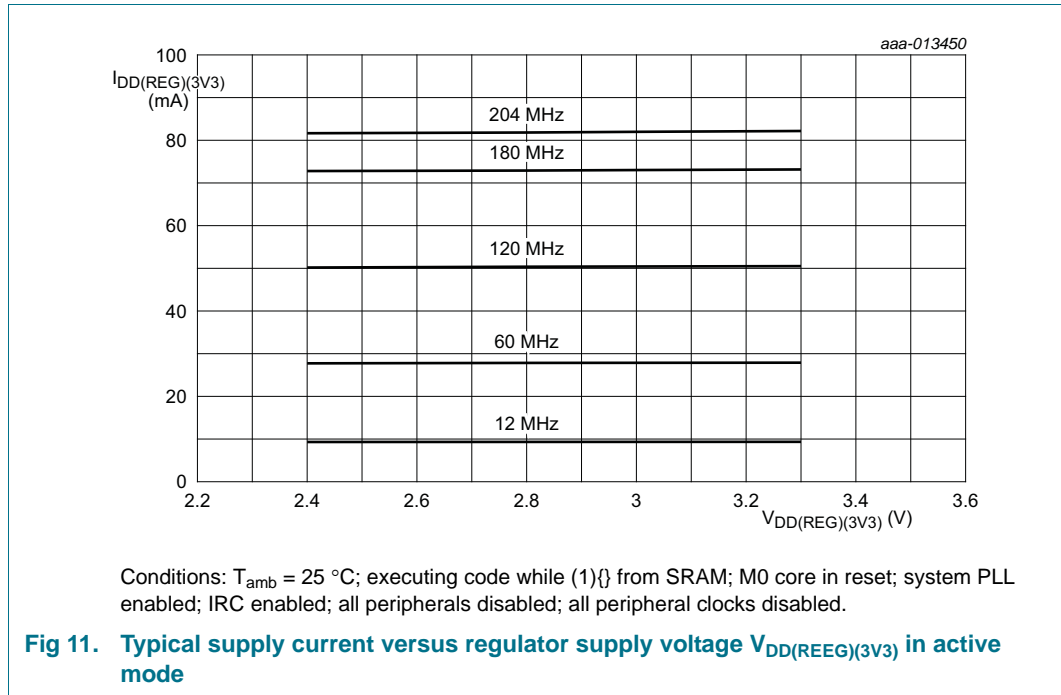 aaa-013450
100
I_DD(REG)(3V3)
(mA)
204 MHz
80
180 MHz
60
120 MHz
40
60 MHz
20
12 MHz
0
2.2 2.4 2.6 2.8 3 3.2 3.4 3.6
V_DD(REG)(3V3) (V)
Conditions: T_amb = 25 °C; executing code while (1){} from SRAM; M0 core in reset; system PLL
enabled; IRC enabled; all peripherals disabled; all peripheral clocks disabled.
Fig 11. Typical supply current versus regulator supply voltage V_DD(REEG)(3V3) in active
mode